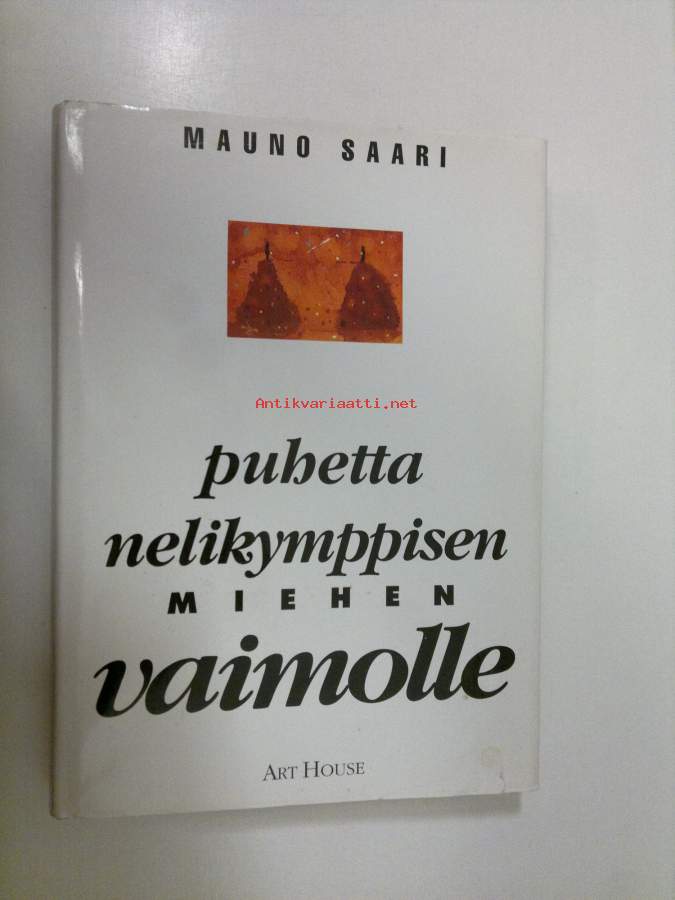 MAUNO SAARI
Antikvariaatti.net
puhetta
nelikymppisen
MIEHEN
vaimolle
ART HOUSE